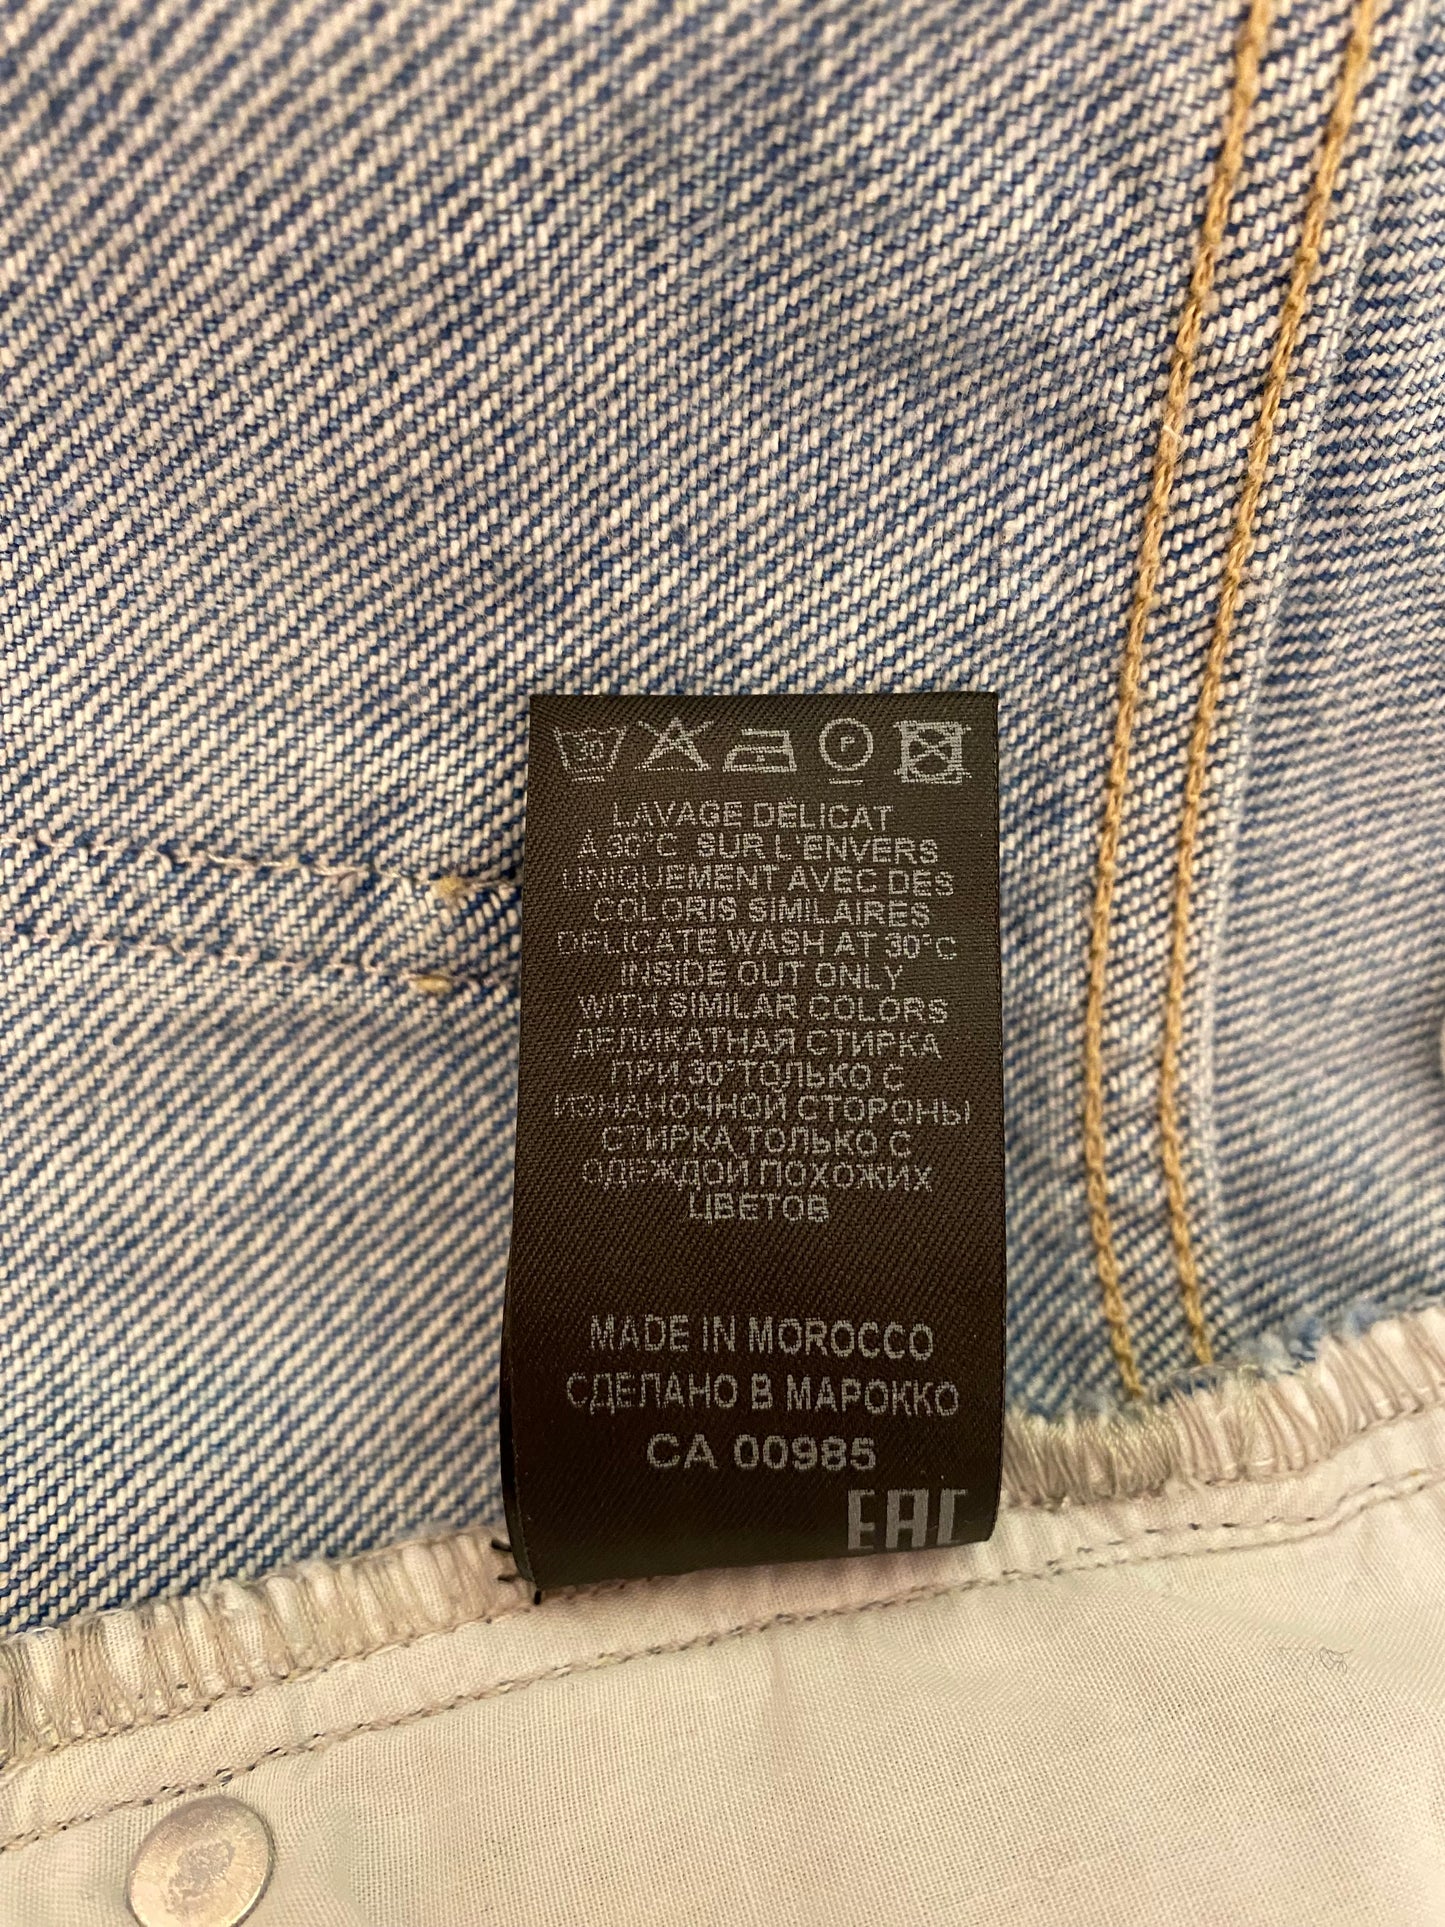 30 P
LAVAGE DÉLICAT
À 30°C SUR L'ENVERS
UNIQUEMENT AVEC DES
COLORIS SIMILAIRES
DELICATE WASH AT 30°C
INSIDE OUT ONLY
WITH SIMILAR COLORS
ДЕЛИКАТНАЯ СТИРКА
ПРИ 30°ТОЛЬКО С
ИЗНАНОЧНОЙ СТОРОНЫ
СТИРКА ТОЛЬКО С
ОДЕЖДОЙ ПОХОЖИХ
ЦВЕТОВ
MADE IN MOROCCO
СДЕЛАНО В МАРОККО
CA 00985
EAC